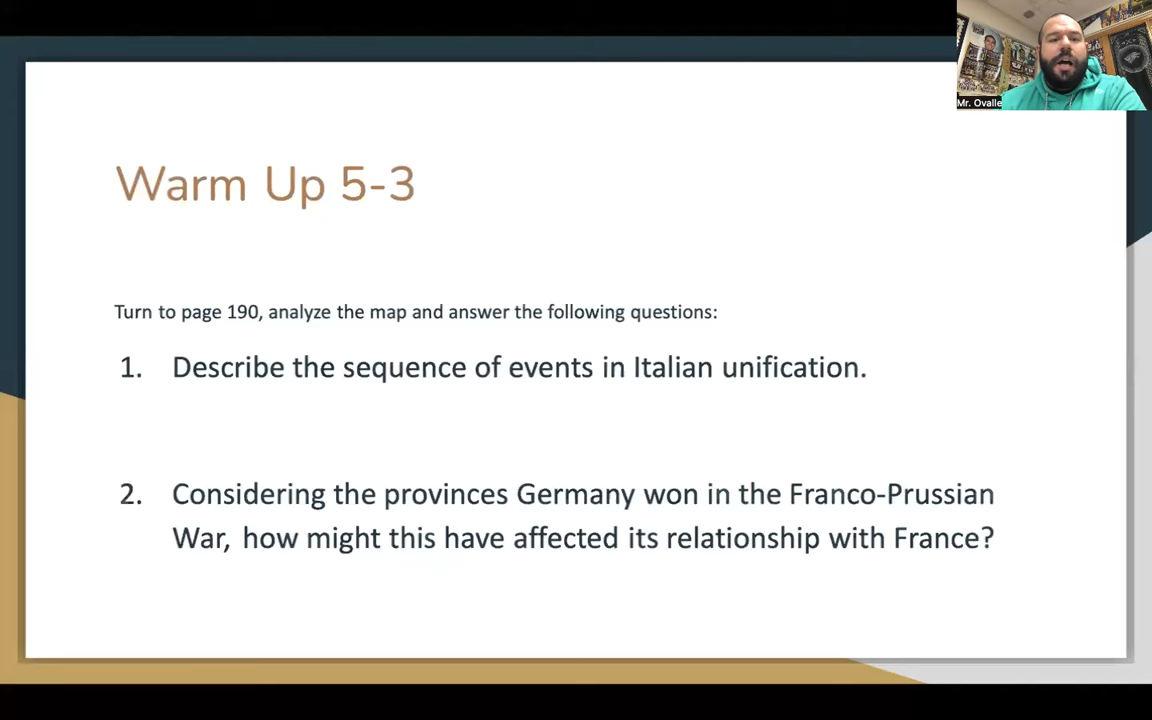 Mr. Ovalle
Warm Up 5-3
Turn to page 190, analyze the map and answer the following questions:
1. Describe the sequence of events in Italian unification.
2. Considering the provinces Germany won in the Franco-Prussian
War, how might this have affected its relationship with France?